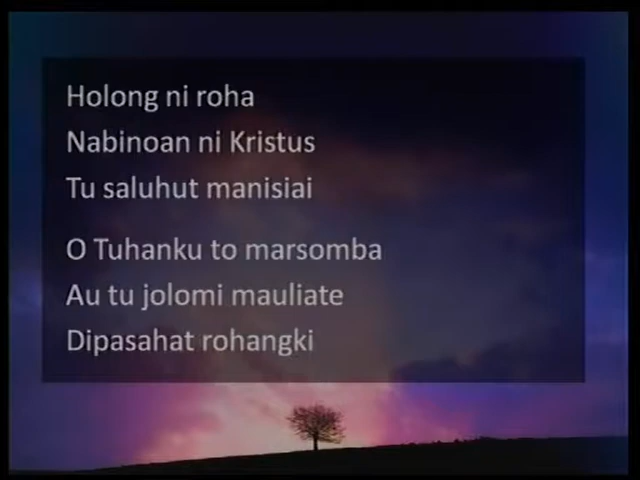 Holong ni roha
Nabinoan ni Kristus
Tu saluhut manisiai
O Tuhanku to marsomba
Au tu jolomi mauliate
Dipasahat rohangki